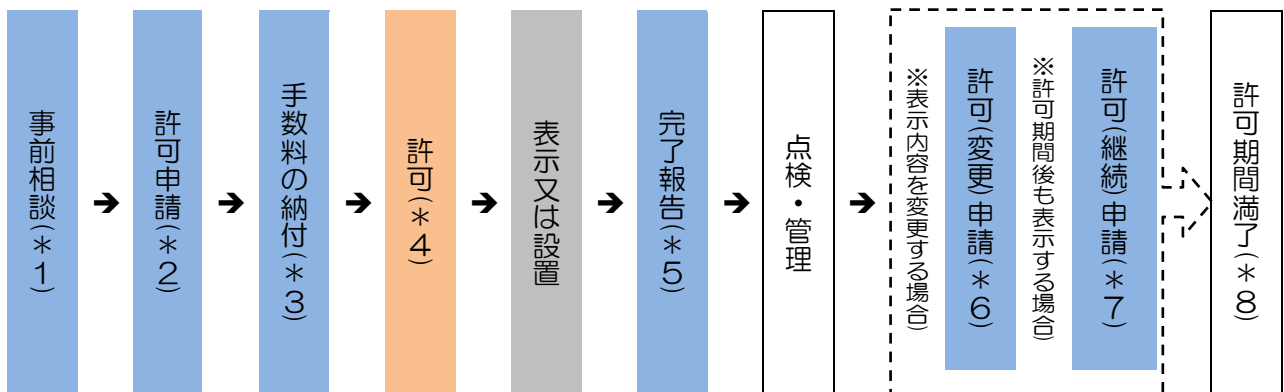 事前相談(*1)
許可申請(*2)
手数料の納付(*3)
許可(*4)
表示又は設置
完了報告(*5)
点検・管理
※表示内容を変更する場合)
許可(変更)申請(*6)
※許可期間後も表示する場合)
許可(継続)申請(*7)
許可期間満了(*8)